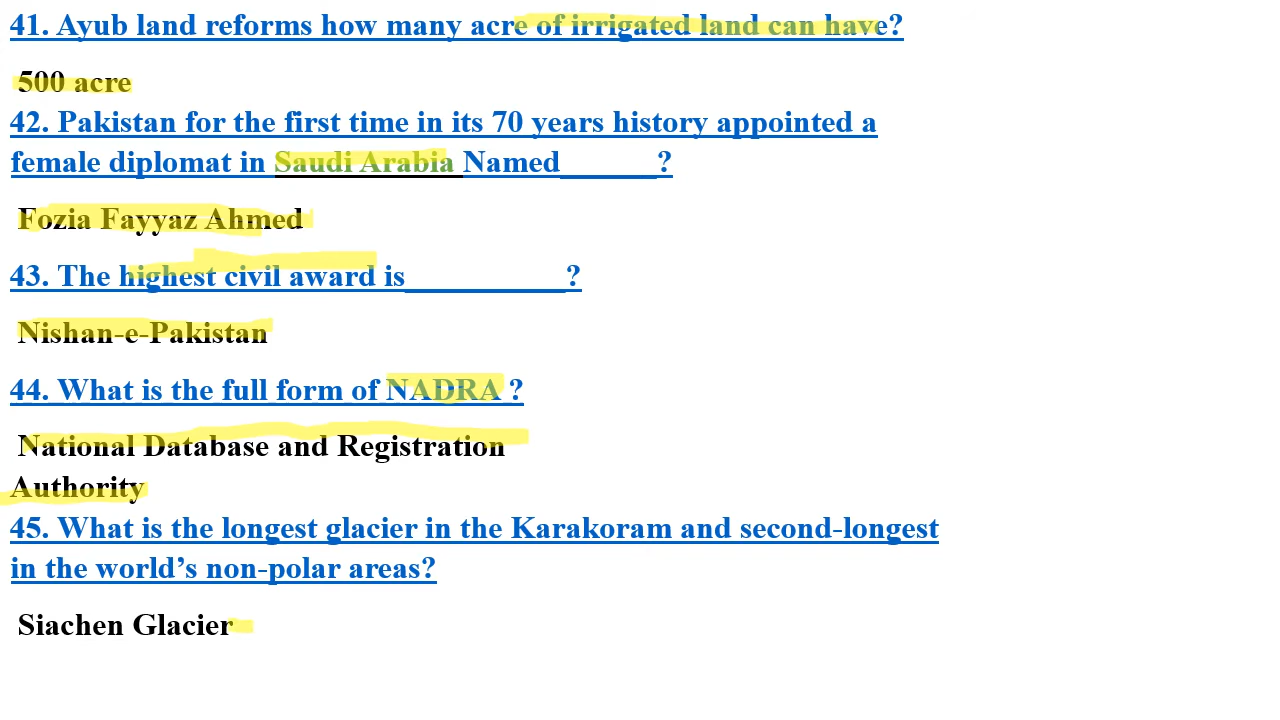 41. Ayub land reforms how many acre of irrigated land can have?
500 acre
42. Pakistan for the first time in its 70 years history appointed a
female diplomat in Saudi Arabia Named______?
Fozia Fayyaz Ahmed
43. The highest civil award is__________?
Nishan-e-Pakistan
44. What is the full form of NADRA ?
National Database and Registration
Authority
45. What is the longest glacier in the Karakoram and second-longest
in the world’s non-polar areas?
Siachen Glacier